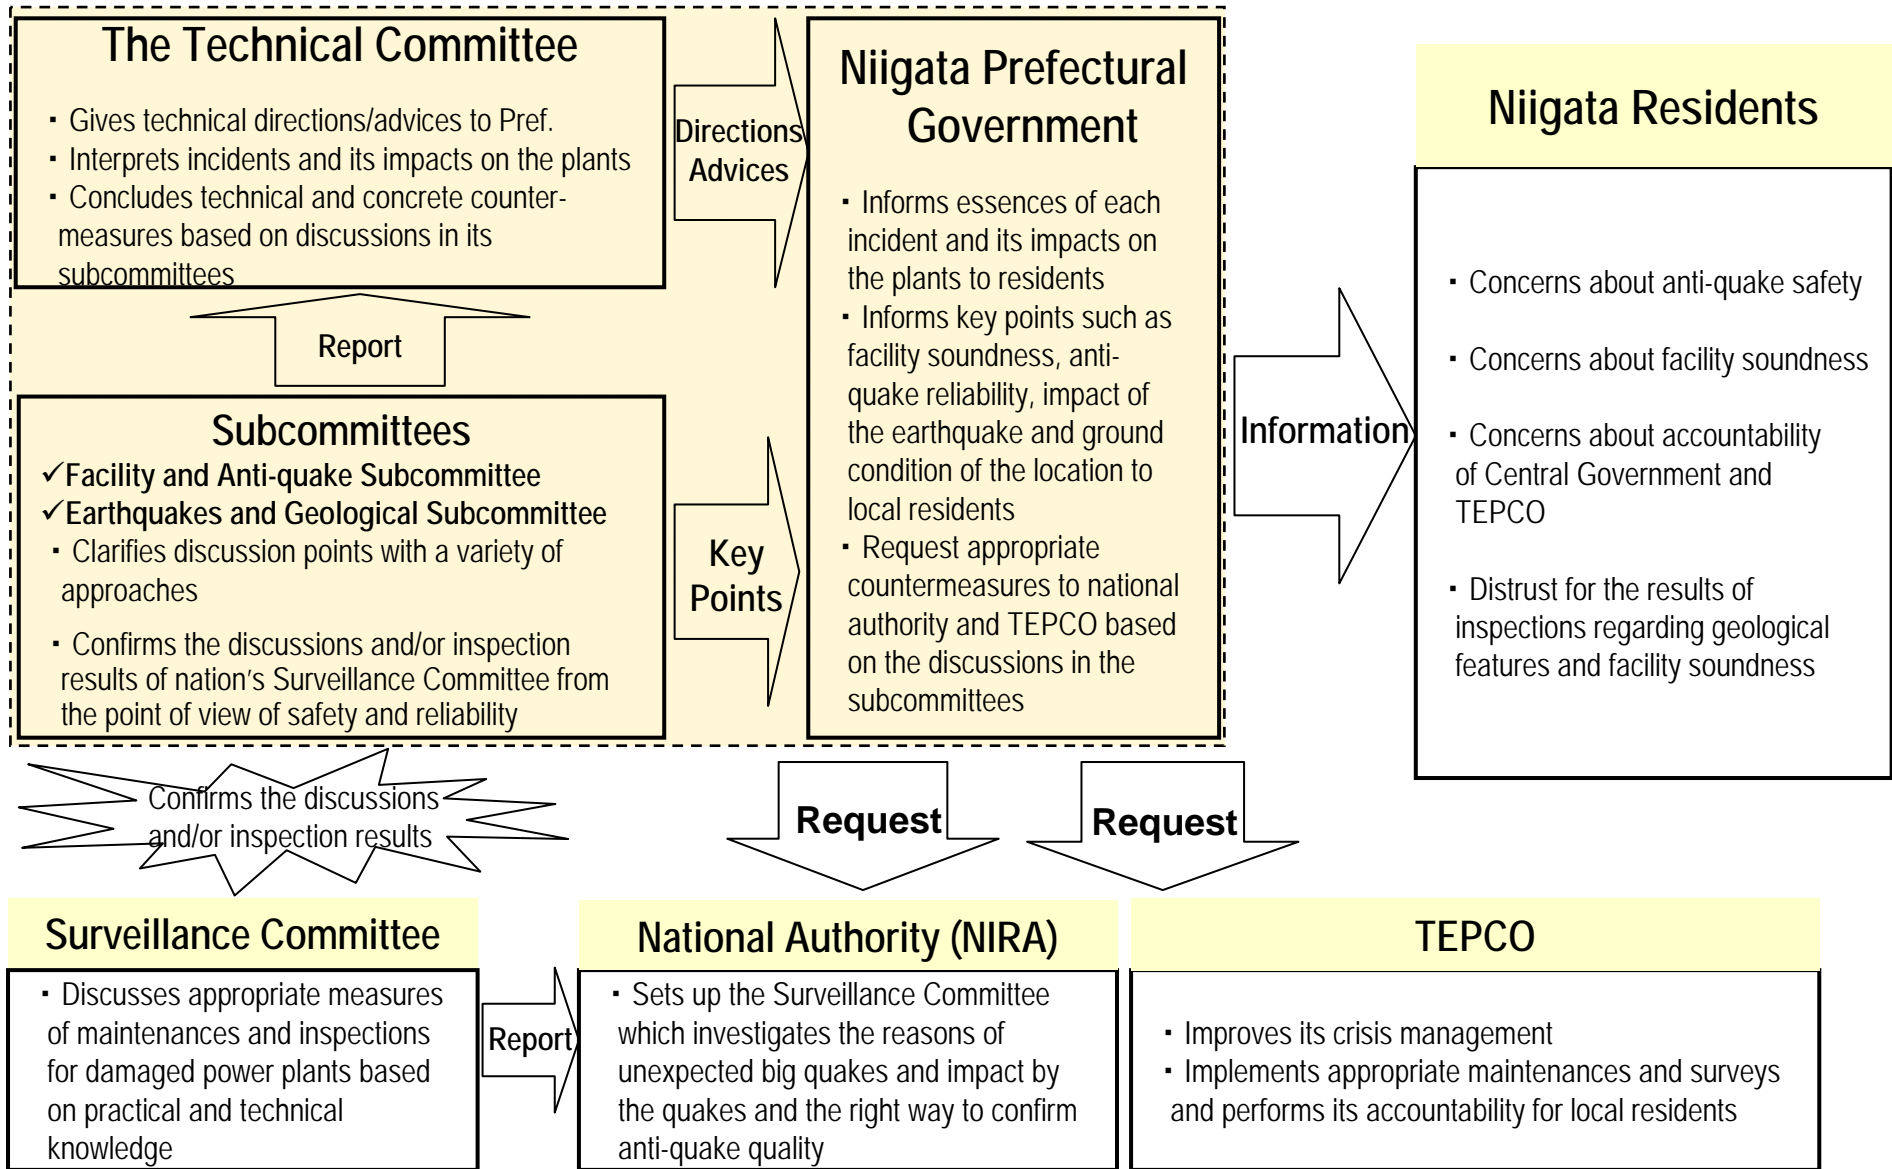 The Technical Committee
・Gives technical directions/advices to Pref.
・Interprets incidents and its impacts on the plants
・Concludes technical and concrete counter-
measures based on discussions in its
subcommittees
Directions
Advices
Report
Subcommittees
✓Facility and Anti-quake Subcommittee
✓Earthquakes and Geological Subcommittee
・Clarifies discussion points with a variety of
approaches
・Confirms the discussions and/or inspection
results of nation's Surveillance Committee from
the point of view of safety and reliability
Key
Points
Niigata Prefectural
Government
・Informs essences of each
incident and its impacts on
the plants to residents
・Informs key points such as
facility soundness, anti-
quake reliability, impact of
the earthquake and ground
condition of the location to
local residents
・Request appropriate
countermeasures to national
authority and TEPCO based
on the discussions in the
subcommittees
Information
Niigata Residents
・Concerns about anti-quake safety
・Concerns about facility soundness
・Concerns about accountability
of Central Government and
TEPCO
・Distrust for the results of
inspections regarding geological
features and facility soundness
Confirms the discussions
and/or inspection results
Request
Request
Surveillance Committee
・Discusses appropriate measures
of maintenances and inspections
for damaged power plants based
on practical and technical
knowledge
Report
National Authority (NIRA)
・Sets up the Surveillance Committee
which investigates the reasons of
unexpected big quakes and impact by
the quakes and the right way to confirm
anti-quake quality
TEPCO
・Improves its crisis management
・Implements appropriate maintenances and surveys
and performs its accountability for local residents